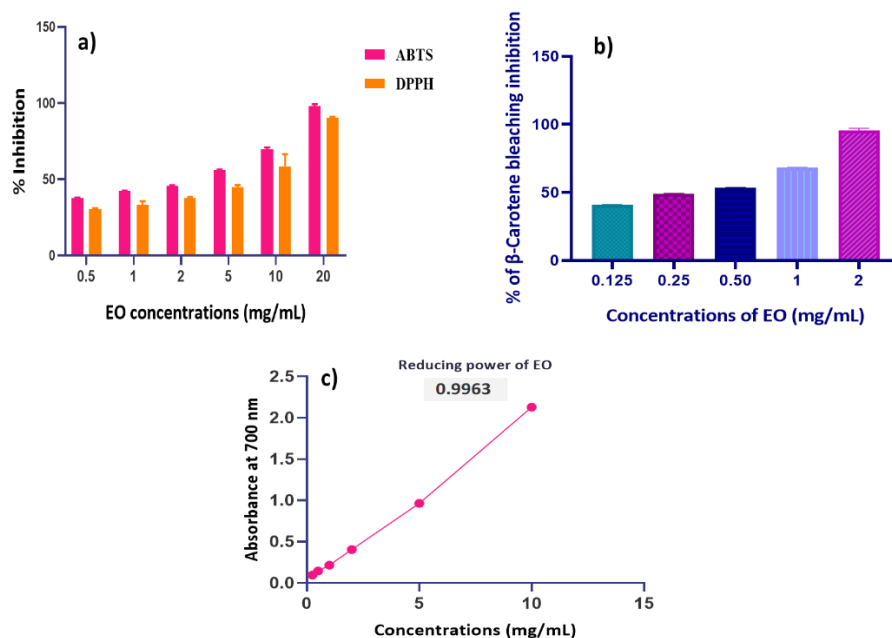 a)
ABTS
DPPH
% Inhibition
150
100
50
0
0.5 1 2 5 10 20
EO concentrations (mg/mL)
b)
% of β-Carotene bleaching inhibition
150
100
50
0
0.125 0.25 0.50 1 2
Concentrations of EO (mg/mL)
c)
Reducing power of EO
0.9963
Absorbance at 700 nm
2.5
2.0
1.5
1.0
0.5
0.0
0 5 10 15
Concentrations (mg/mL)